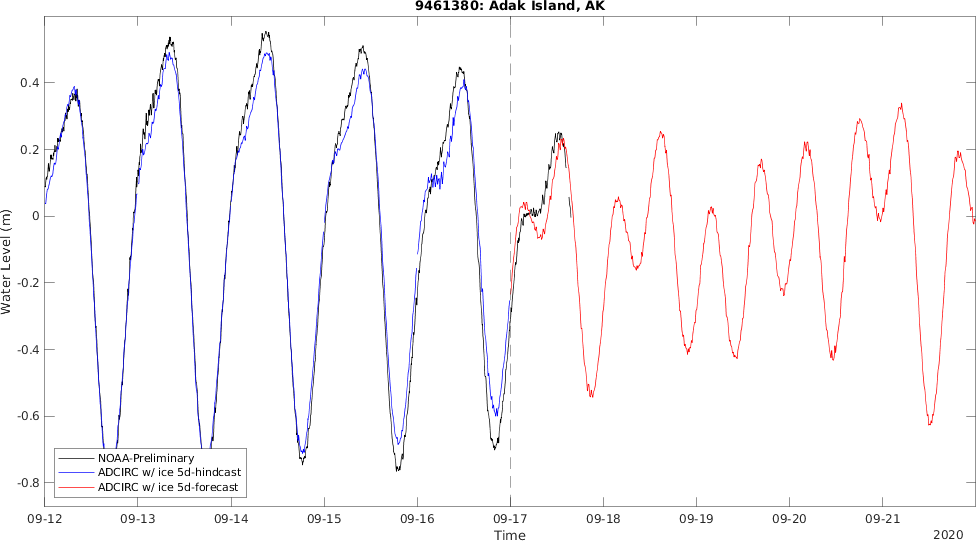 9461380: Adak Island, AK
Water Level (m)
0.4
0.2
0
-0.2
-0.4
-0.6
-0.8
NOAA-Preliminary
ADCIRC w/ ice 5d-hindcast
ADCIRC w/ ice 5d-forecast
09-12 09-13 09-14 09-15 09-16 09-17 09-18 09-19 09-20 09-21
Time
2020